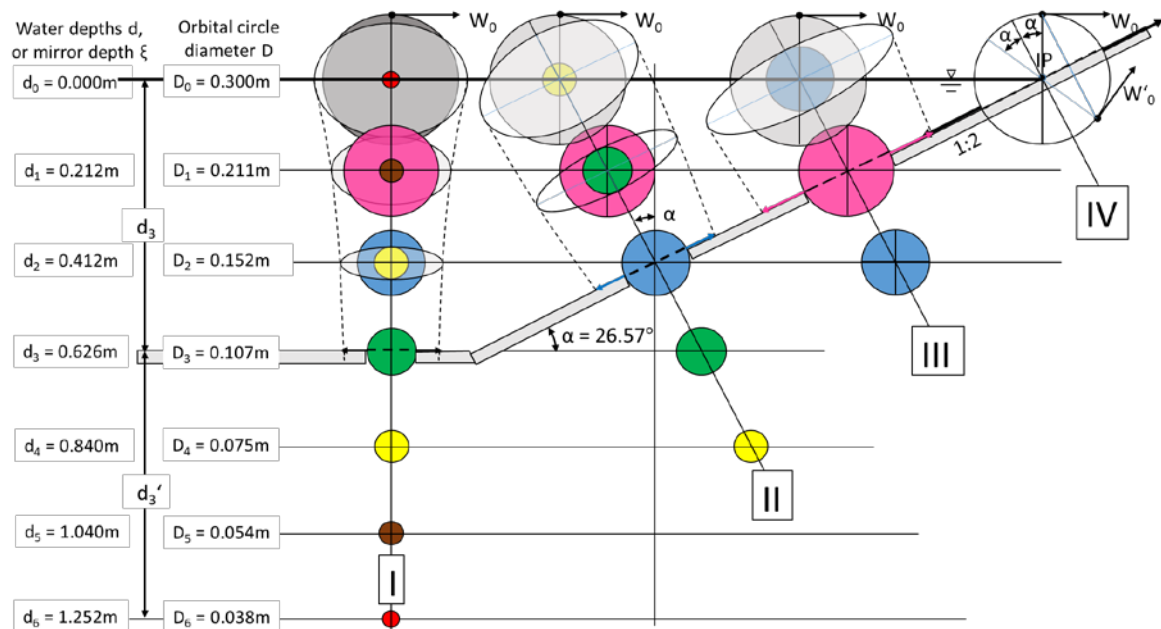 Water depths d,
or mirror depth ξ
Orbital circle
diameter D
W₀
W₀
W₀
W₀
α
α
IP
W'₀
d₀ = 0.000m
D₀ = 0.300m
1:2
d₁ = 0.212m
D₁ = 0.211m
α
IV
d₃
d₂ = 0.412m
D₂ = 0.152m
α = 26.57°
III
d₃ = 0.626m
D₃ = 0.107m
d₄ = 0.840m
D₄ = 0.075m
d₃‘
II
d₅ = 1.040m
D₅ = 0.054m
I
d₆ = 1.252m
D₆ = 0.038m